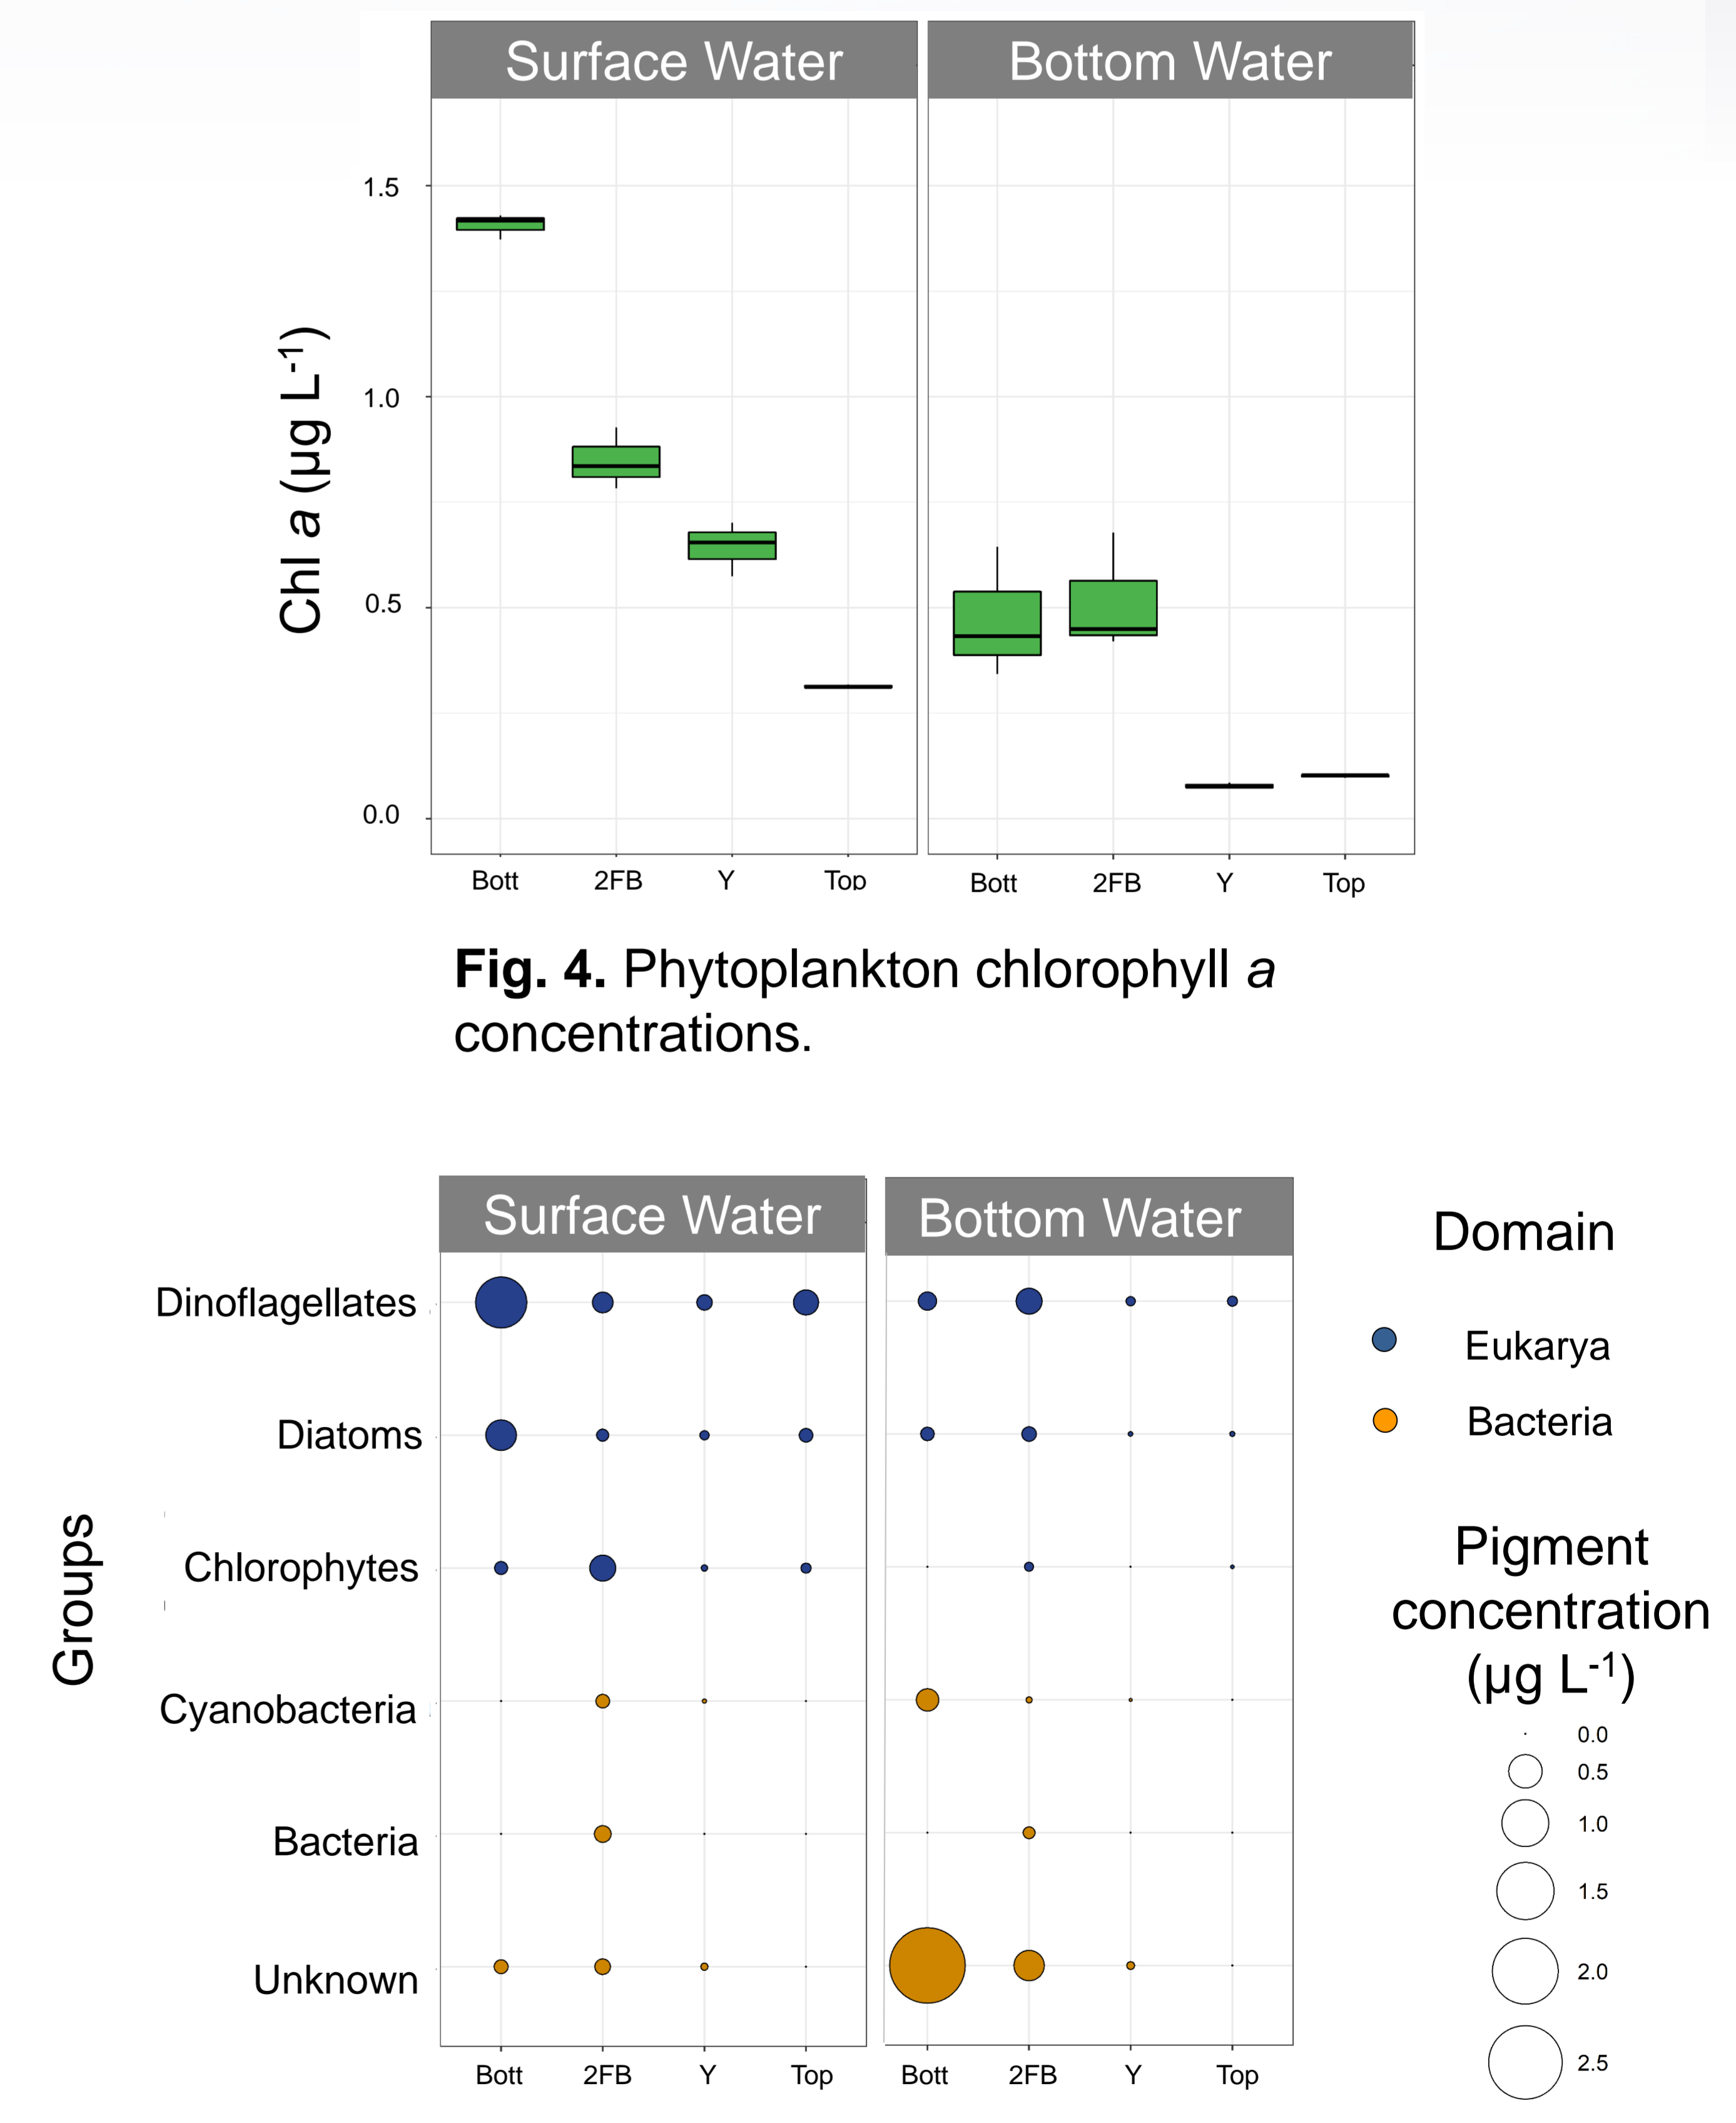 Surface Water
Bottom Water
1.5
1.0
0.5
0.0
Chl a (µg L-1)
Bott 2FB Y Top
Bott 2FB Y Top
Fig. 4. Phytoplankton chlorophyll a
concentrations.
Surface Water
Bottom Water
Groups
Dinoflagellates
Diatoms
Chlorophytes
Cyanobacteria
Bacteria
Unknown
Bott 2FB Y Top
Bott 2FB Y Top
Domain
Eukarya
Bacteria
Pigment
concentration
(µg L-1)
0.0
0.5
1.0
1.5
2.0
2.5